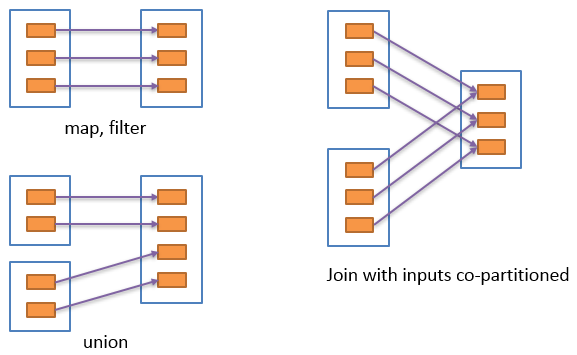 map, filter
union
Join with inputs co-partitioned